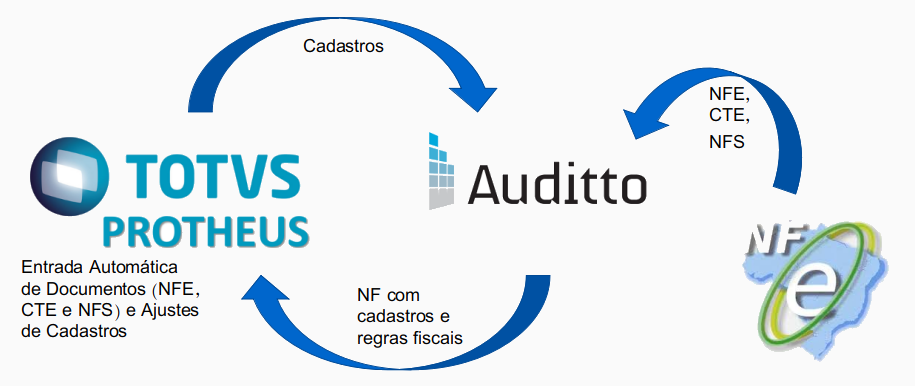 Cadastros
NFE,
CTE,
NFS
TOTVS
PROTHEUS
Auditto
NF
e
Entrada Automática
de Documentos (NFE,
CTE e NFS) e Ajustes
de Cadastros
NF com
cadastros e
regras fiscais